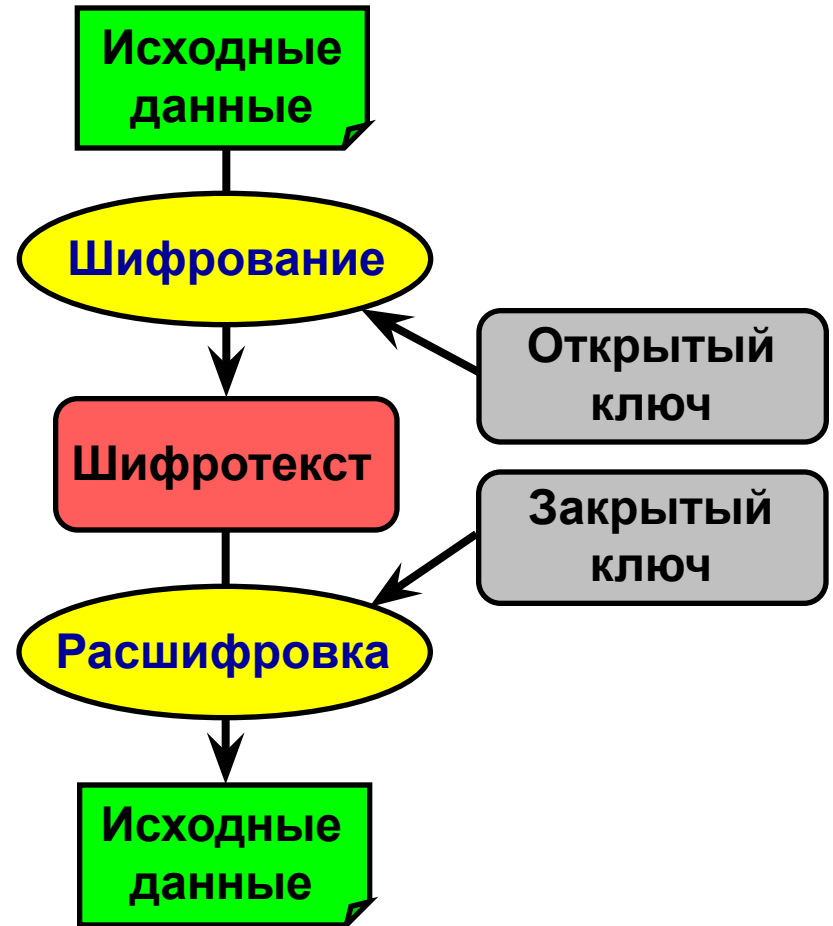 Исходные
данные
Шифрование
Открытый
ключ
Шифротекст
Закрытый
ключ
Расшифровка
Исходные
данные